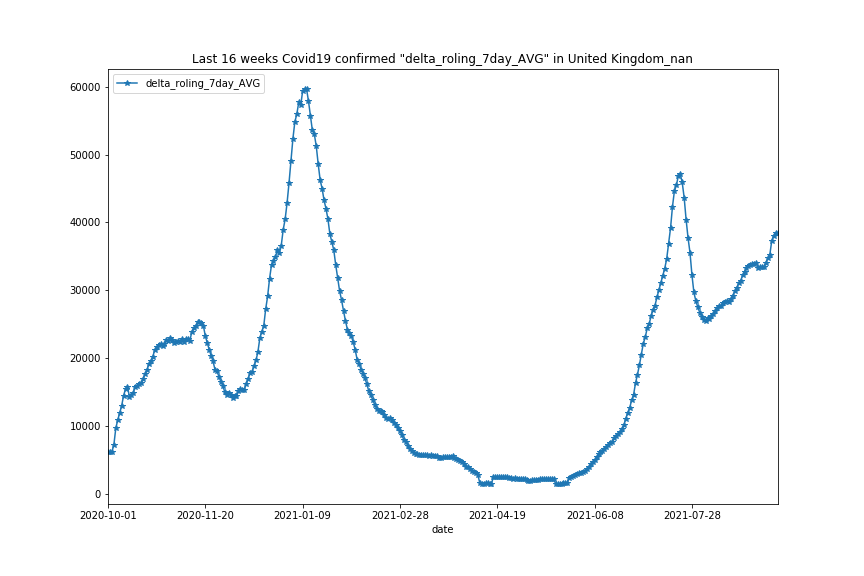 Last 16 weeks Covid19 confirmed "delta_roling_7day_AVG" in United Kingdom_nan
delta_roling_7day_AVG
60000
50000
40000
30000
20000
10000
0
2020-10-01 2020-11-20 2021-01-09 2021-02-28 2021-04-19 2021-06-08 2021-07-28
date